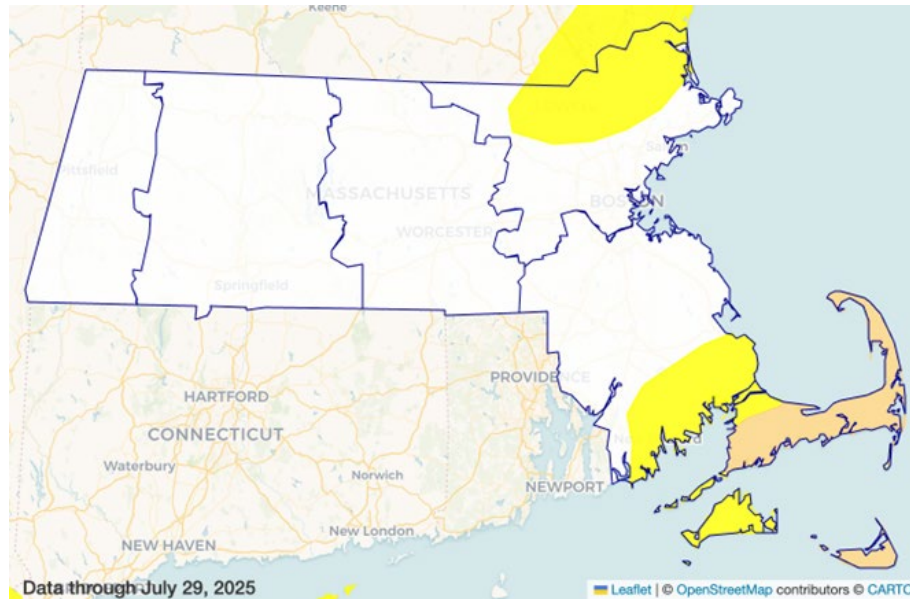 Keene
LOWELL
Pittsfield
Salem
MASSACHUSETTS
BOSTON
WORCESTER
Springfield
PROVIDENCE
HARTFORD
CONNECTICUT
Waterbury
Norwich
NEWPORT
New London
NEW HAVEN
Data through July 29, 2025
Leaflet | © OpenStreetMap contributors © CARTO